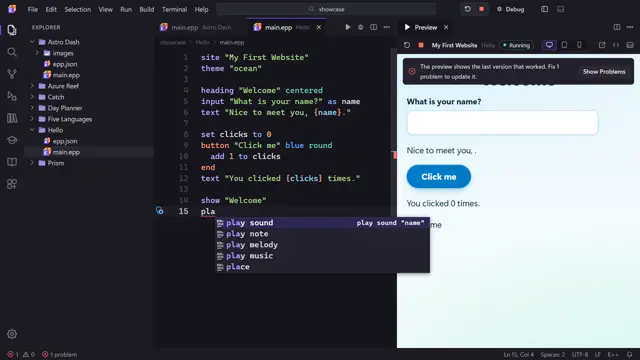 File Edit Selection View Go Run Terminal Help
showcase
Debug
EXPLORER
Astro Dash
images
epp.json
main.epp
Azure Reef
Catch
Day Planner
Five Languages
Hello
epp.json
main.epp
Prism
main.epp Astro Dash
main.epp Hello
showcase > Hello > main.epp
1 site "My First Website"
2 theme "ocean"
3
4 heading "Welcome" centered
5 input "What is your name?" as name
6 text "Nice to meet you, {name}."
7
8 set clicks to 0
9 button "Click me" blue round
10 add 1 to clicks
11 end
12 text "You clicked {clicks} times."
13
14 show "Welcome"
15 pla
play sound play sound "name"
play note
play melody
play music
place
Preview
My First Website Hello Running
The preview shows the last version that worked. Fix 1
problem to update it.
Show Problems
What is your name?
Nice to meet you, .
Click me
You clicked 0 times.
me
1 0 1 problem
Ln 15, Col 4 Spaces: 2 UTF-8 LF E++